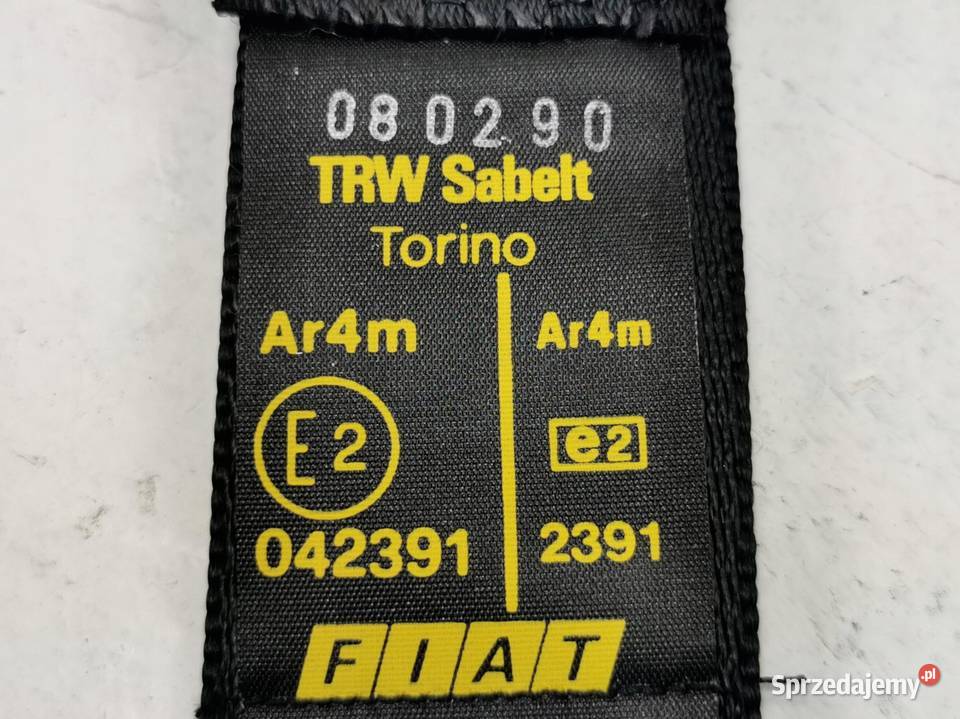 080290
TRW Sabelt
Torino
Ar4m
E2
042391
Ar4m
e2
2391
FIAT
Sprzedajemy.pl